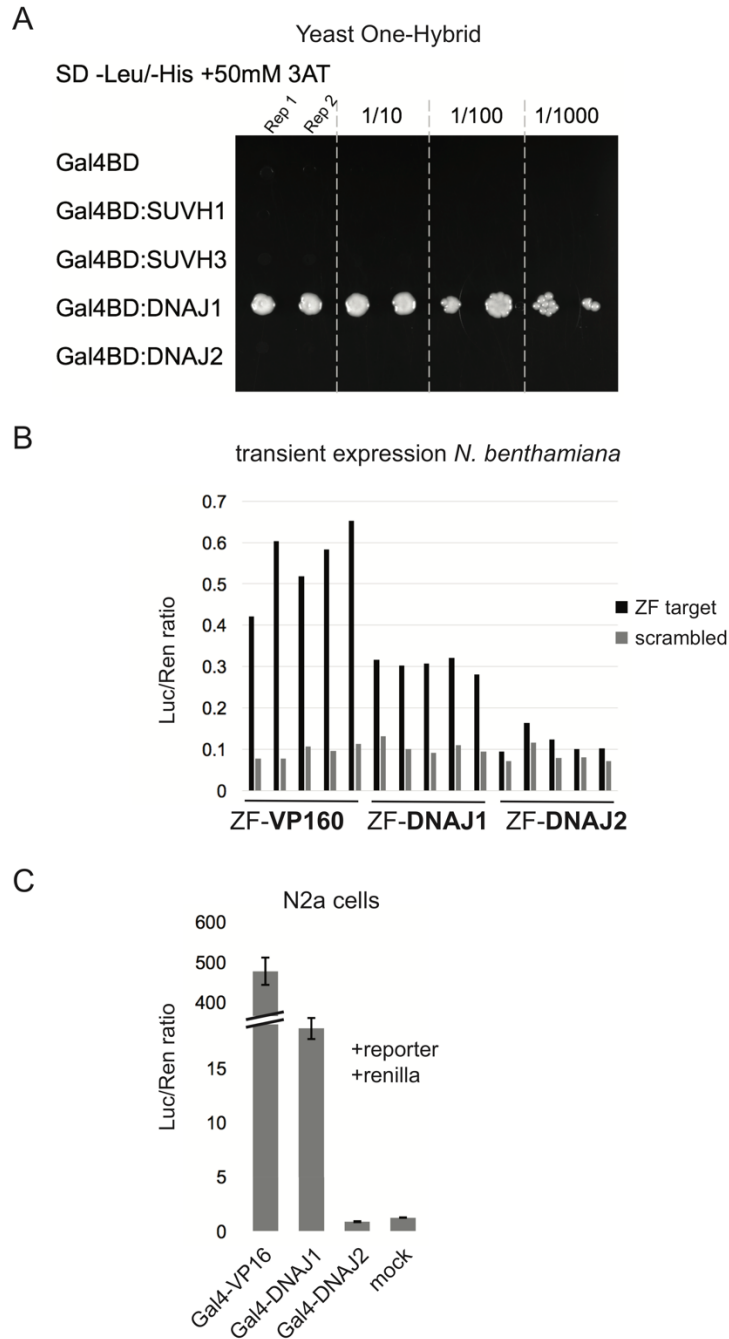 A
Yeast One-Hybrid
SD -Leu/-His +50mM 3AT
Rep 1 Rep 2 1/10 1/100 1/1000
Gal4BD
Gal4BD:SUVH1
Gal4BD:SUVH3
Gal4BD:DNAJ1
Gal4BD:DNAJ2
B
transient expression N. benthamiana
0.7
0.6
0.5
0.4
0.3
0.2
0.1
0
Luc/Ren ratio
ZF target
scrambled
ZF-VP160 ZF-DNAJ1 ZF-DNAJ2
C
N2a cells
600
500
400
15
10
5
0
Luc/Ren ratio
+reporter
+renilla
Gal4-VP16
Gal4-DNAJ1
Gal4-DNAJ2
mock